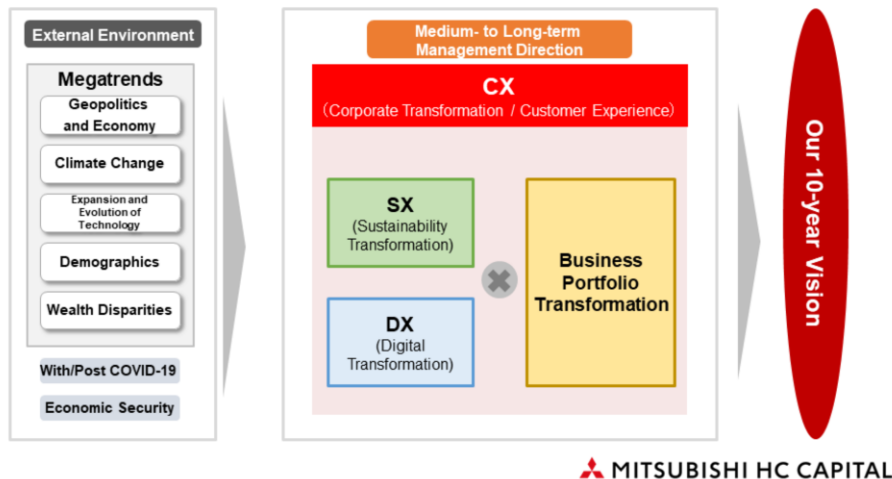 External Environment
Megatrends
Geopolitics
and Economy
Climate Change
Expansion and
Evolution of
Technology
Demographics
Wealth Disparities
With/Post COVID-19
Economic Security
Medium- to Long-term
Management Direction
CX
(Corporate Transformation / Customer Experience)
SX
(Sustainability
Transformation)
DX
(Digital
Transformation)
Business
Portfolio
Transformation
Our 10-year Vision
MITSUBISHI HC CAPITAL